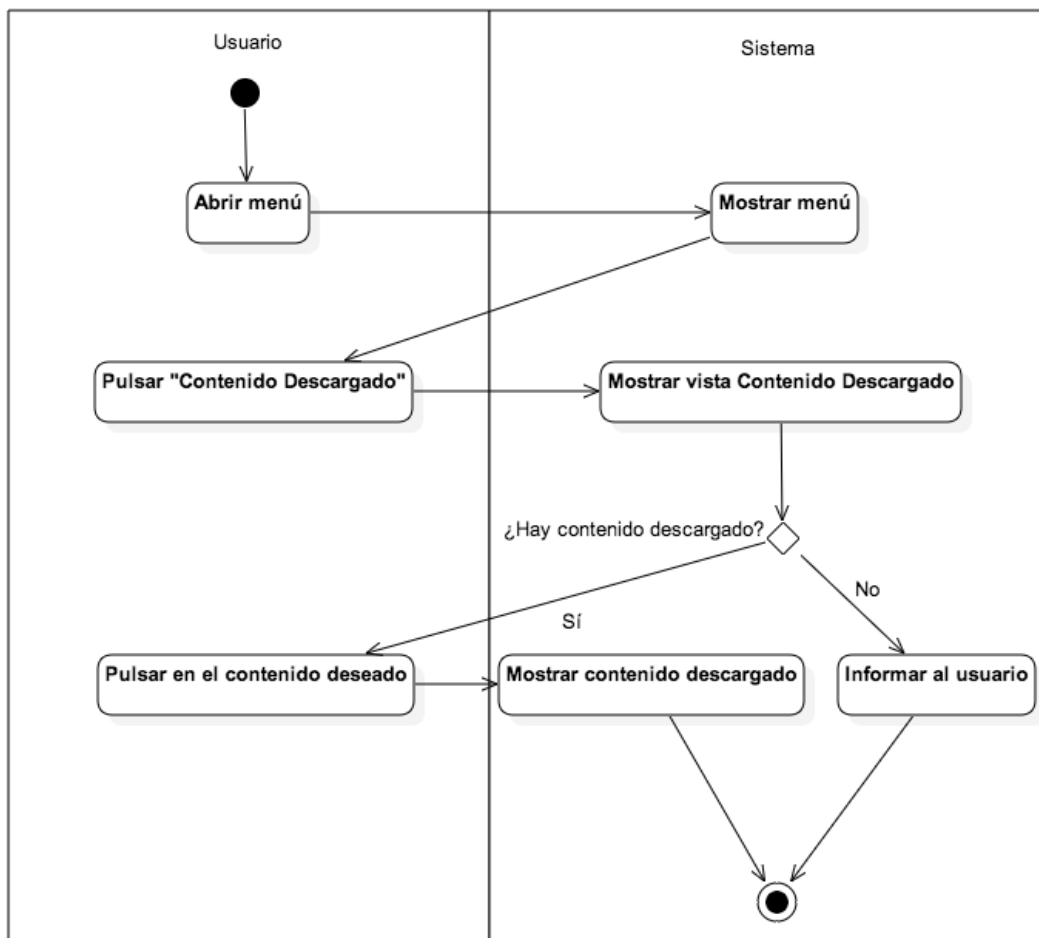 Usuario
Sistema
Abrir menú
Mostrar menú
Pulsar "Contenido Descargado"
Mostrar vista Contenido Descargado
¿Hay contenido descargado?
No
Sí
Pulsar en el contenido deseado
Mostrar contenido descargado
Informar al usuario